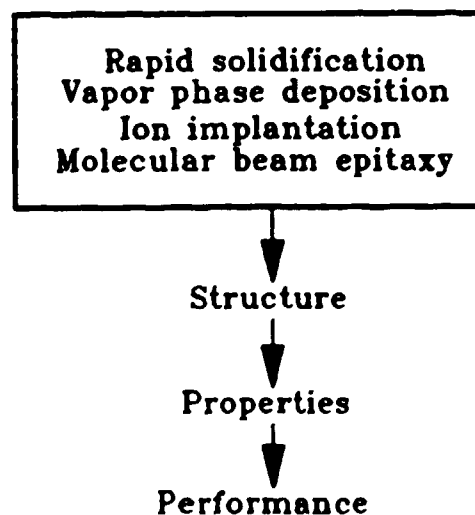 Rapid solidification
Vapor phase deposition
Ion implantation
Molecular beam epitaxy
Structure
Properties
Performance